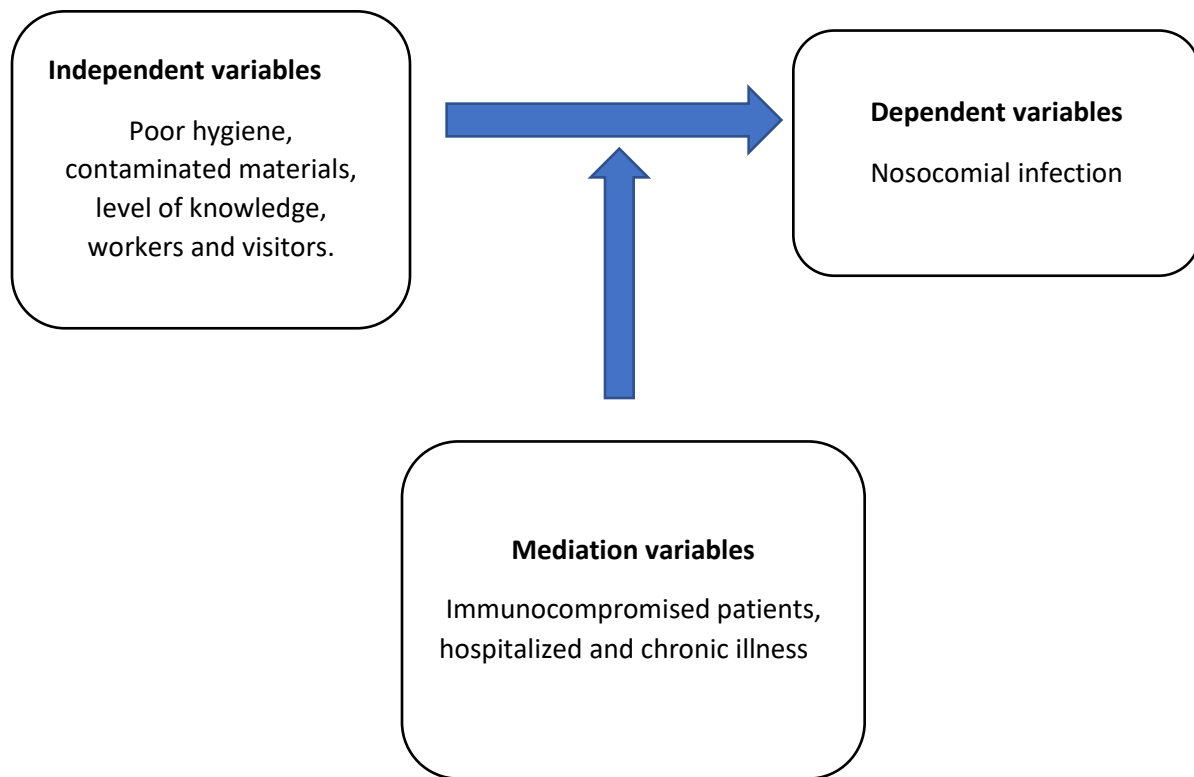 Independent variables
Poor hygiene,
contaminated materials,
level of knowledge,
workers and visitors.
Dependent variables
Nosocomial infection
Mediation variables
Immunocompromised patients,
hospitalized and chronic illness